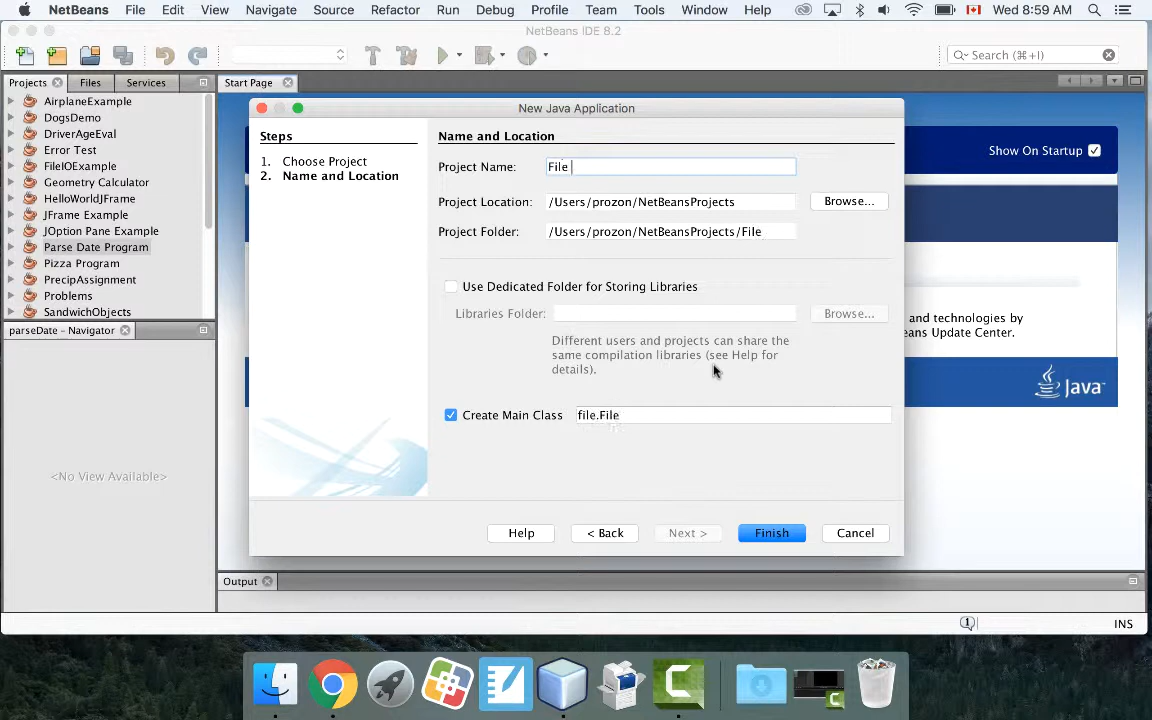 NetBeans File Edit View Navigate Source Refactor Run Debug Profile Team Tools Window Help Wed 8:59 AM
NetBeans IDE 8.2
Search (⌘+I)
Projects Files Services Start Page
AirplaneExample
DogsDemo
DriverAgeEval
Error Test
FileIOExample
Geometry Calculator
HelloWorldJFrame
JFrame Example
JOption Pane Example
Parse Date Program
Pizza Program
PrecipAssignment
Problems
SandwichObjects
parseDate - Navigator
<No View Available>
Show On Startup
New Java Application
Steps
1. Choose Project
2. Name and Location
Name and Location
Project Name: File
Project Location: /Users/prozon/NetBeansProjects Browse...
Project Folder: /Users/prozon/NetBeansProjects/File
Use Dedicated Folder for Storing Libraries
Libraries Folder: Browse...
Different users and projects can share the
same compilation libraries (see Help for
details).
Create Main Class file.File
Help < Back Next > Finish Cancel
and technologies by
eans Update Center.
Java
Output
1 INS